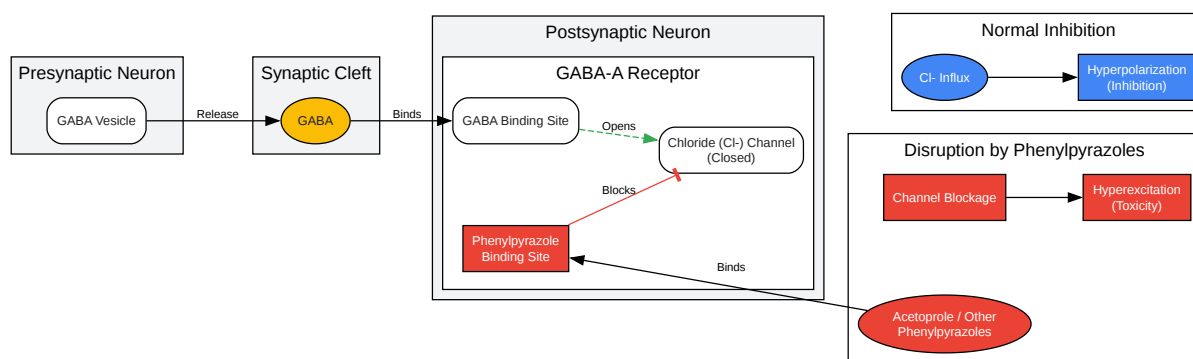 Presynaptic Neuron
GABA Vesicle
Release
Synaptic Cleft
GABA
Binds
Postsynaptic Neuron
GABA-A Receptor
GABA Binding Site
Opens
Chloride (Cl-) Channel
(Closed)
Blocks
Phenylpyrazole
Binding Site
Binds
Normal Inhibition
Cl- Influx
Hyperpolarization
(Inhibition)
Disruption by Phenylpyrazoles
Channel Blockage
Hyperexcitation
(Toxicity)
Acetoprole / Other
Phenylpyrazoles